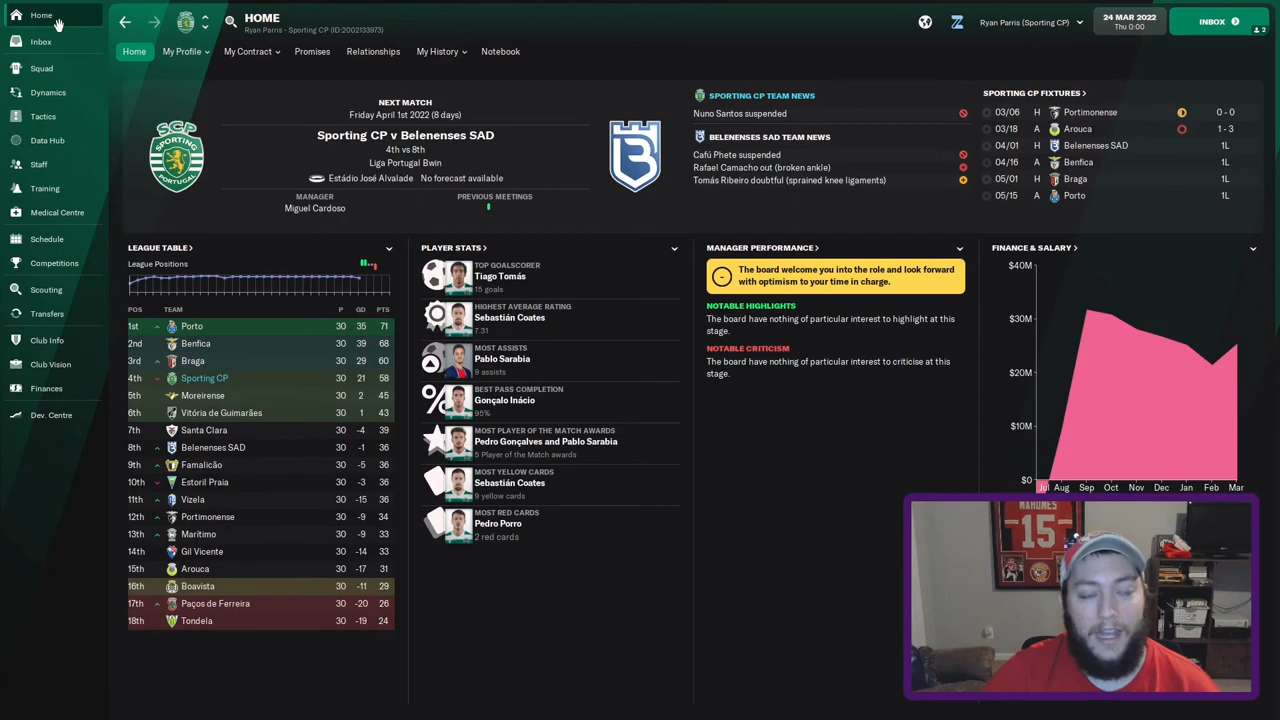 Home
Inbox
Squad
Dynamics
Tactics
Data Hub
Staff
Training
Medical Centre
Schedule
Competitions
Scouting
Transfers
Club Info
Club Vision
Finances
Dev. Centre
HOME
Ryan Parris - Sporting CP (ID:2002133973)
Ryan Parris (Sporting CP)
24 MAR 2022
Thu 0:00
INBOX
2
Home
My Profile
My Contract
Promises
Relationships
My History
Notebook
NEXT MATCH
Friday April 1st 2022 (8 days)
Sporting CP v Belenenses SAD
4th vs 8th
Liga Portugal Bwin
Estádio José Alvalade No forecast available
MANAGER
Miguel Cardoso
PREVIOUS MEETINGS
SCP
SPORTING
PORTUGAL
SPORTING CP TEAM NEWS
Nuno Santos suspended
BELENENSES SAD TEAM NEWS
Cafú Phete suspended
Rafael Camacho out (broken ankle)
Tomás Ribeiro doubtful (sprained knee ligaments)
SPORTING CP FIXTURES
03/06 H Portimonense 0 - 0
03/18 A Arouca 1 - 3
04/01 H Belenenses SAD 1L
04/16 A Benfica 1L
05/01 H Braga 1L
05/15 A Porto 1L
LEAGUE TABLE
League Positions
POS TEAM P GD PTS
1st Porto 30 35 71
2nd Benfica 30 39 68
3rd Braga 30 29 60
4th Sporting CP 30 21 58
5th Moreirense 30 2 45
6th Vitória de Guimarães 30 1 43
7th Santa Clara 30 -4 39
8th Belenenses SAD 30 -1 36
9th Famalicão 30 -5 36
10th Estoril Praia 30 -3 36
11th Vizela 30 -15 36
12th Portimonense 30 -9 34
13th Marítimo 30 -9 33
14th Gil Vicente 30 -14 33
15th Arouca 30 -17 31
16th Boavista 30 -11 29
17th Paços de Ferreira 30 -20 26
18th Tondela 30 -19 24
PLAYER STATS
TOP GOALSCORER
Tiago Tomás
15 goals
HIGHEST AVERAGE RATING
Sebastián Coates
7.31
MOST ASSISTS
Pablo Sarabia
9 assists
BEST PASS COMPLETION
Gonçalo Inácio
95%
MOST PLAYER OF THE MATCH AWARDS
Pedro Gonçalves and Pablo Sarabia
5 Player of the Match awards
MOST YELLOW CARDS
Sebastián Coates
9 yellow cards
MOST RED CARDS
Pedro Porro
2 red cards
MANAGER PERFORMANCE
The board welcome you into the role and look forward
with optimism to your time in charge.
NOTABLE HIGHLIGHTS
The board have nothing of particular interest to highlight at this
stage.
NOTABLE CRITICISM
The board have nothing of particular interest to criticise at this
stage.
FINANCE & SALARY
$40M
$30M
$20M
$10M
$0
Jul Aug Sep Oct Nov Dec Jan Feb Mar
MAHOMES
15